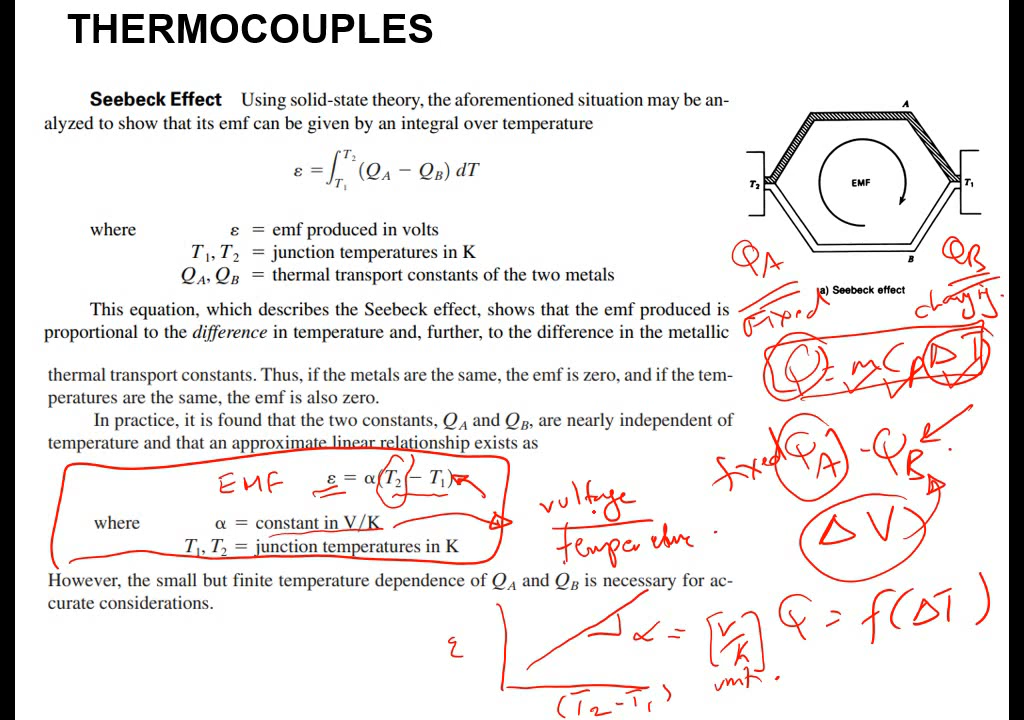 THERMOCOUPLES
Seebeck Effect Using solid-state theory, the aforementioned situation may be an-
alyzed to show that its emf can be given by an integral over temperature
ε = ∫_{T₁}^{T₂} (Q_A − Q_B) dT
where ε = emf produced in volts
T₁, T₂ = junction temperatures in K
Q_A, Q_B = thermal transport constants of the two metals
This equation, which describes the Seebeck effect, shows that the emf produced is
proportional to the difference in temperature and, further, to the difference in the metallic
thermal transport constants. Thus, if the metals are the same, the emf is zero, and if the tem-
peratures are the same, the emf is also zero.
In practice, it is found that the two constants, Q_A and Q_B, are nearly independent of
temperature and that an approximate linear relationship exists as
EMF ε = α(T₂ − T₁)
where α = constant in V/K
T₁, T₂ = junction temperatures in K
However, the small but finite temperature dependence of Q_A and Q_B is necessary for ac-
curate considerations.
A
T₂ EMF T₁
B
(a) Seebeck effect
Q_A Q_B
fixed
Q = mCpΔT
fixed Q_A - Q_B
voltage
ΔV
Q = f(ΔT)
ε
α = [V/K]
unit.
(T₂ - T₁)